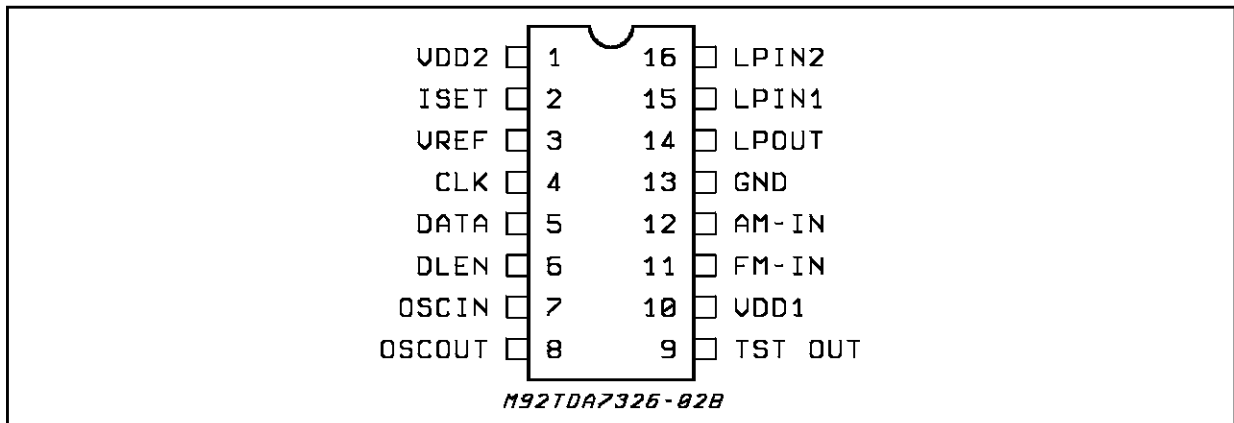 VDD2 1 16 LPIN2
ISET 2 15 LPIN1
VREF 3 14 LPOUT
CLK 4 13 GND
DATA 5 12 AM-IN
DLEN 6 11 FM-IN
OSCIN 7 10 VDD1
OSCOUT 8 9 TST OUT
M92TDA7326-02B